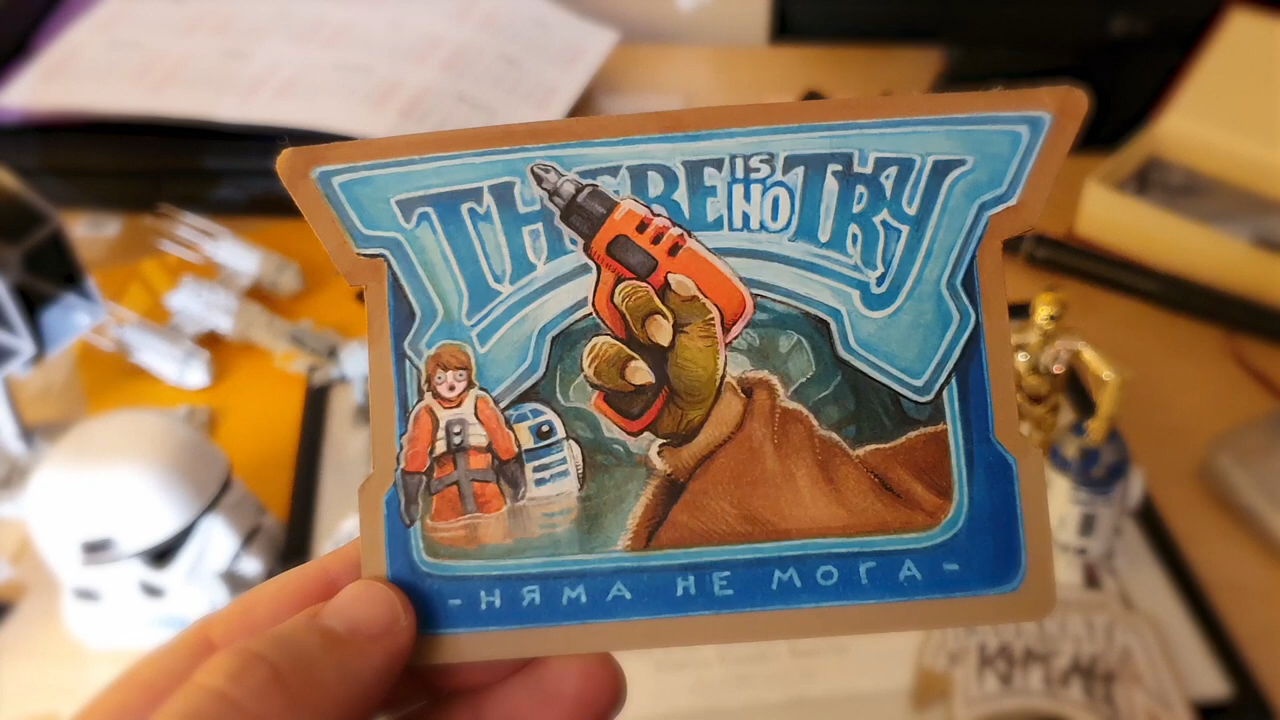 THERE IS NO TRY
- НЯМА НЕ МОГА -